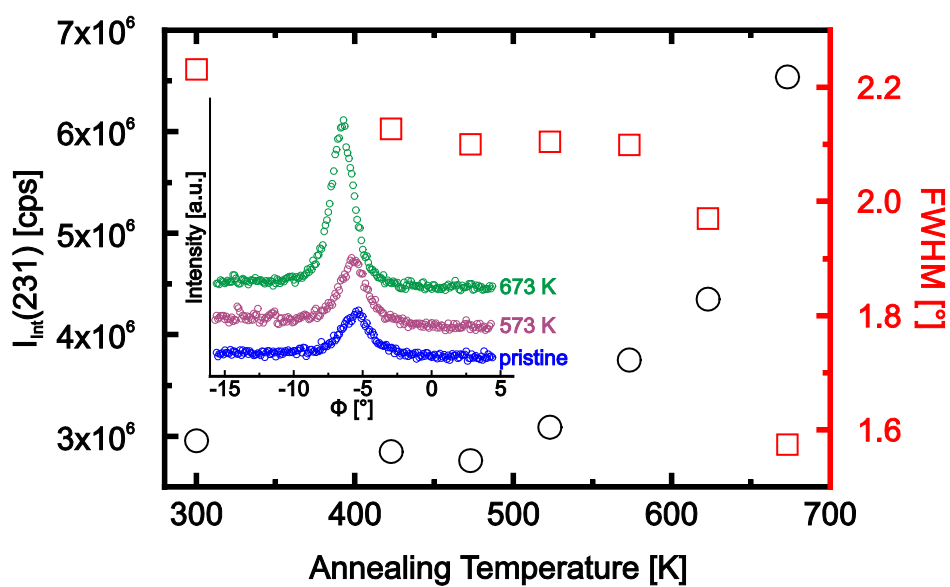 7x10⁶
6x10⁶
5x10⁶
4x10⁶
3x10⁶
I_Int(231) [cps]
300 400 500 600 700
Annealing Temperature [K]
2.2
2.0
1.8
1.6
FWHM [°]
Intensity [a.u.]
673 K
573 K
pristine
-15 -10 -5 0 5
Φ [°]